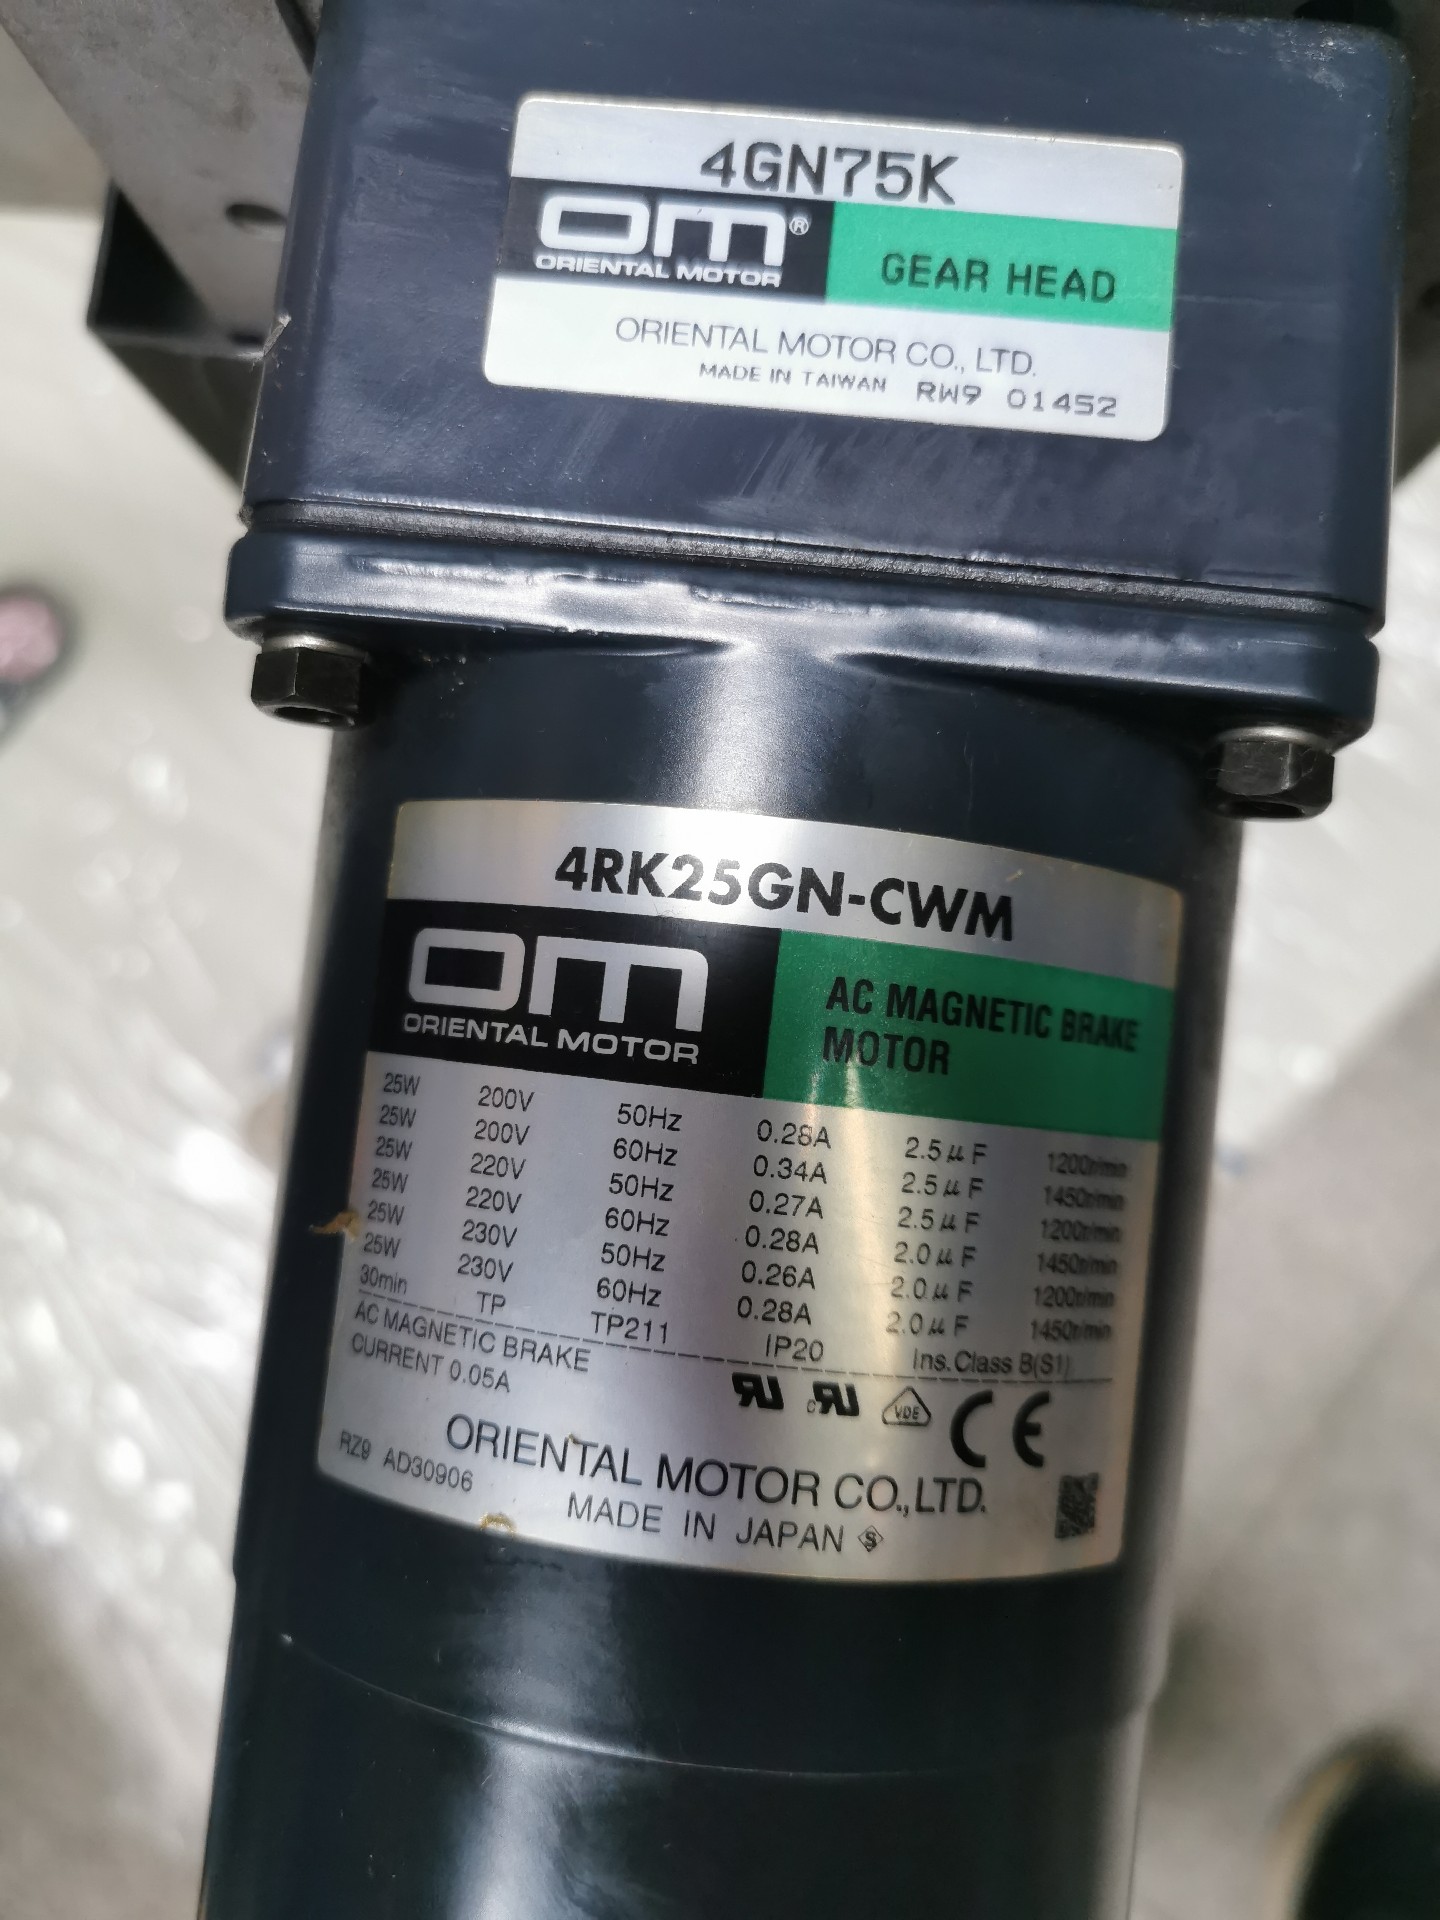 4GN75K
om®
ORIENTAL MOTOR
GEAR HEAD
ORIENTAL MOTOR CO., LTD.
MADE IN TAIWAN RW9 01452
4RK25GN-CWM
om
ORIENTAL MOTOR
AC MAGNETIC BRAKE
MOTOR
25W 200V 50Hz 0.28A 2.5μF 1200r/min
25W 200V 60Hz 0.34A 2.5μF 1450r/min
25W 220V 50Hz 0.27A 2.5μF 1200r/min
25W 220V 60Hz 0.28A 2.0μF 1450r/min
25W 230V 50Hz 0.26A 2.0μF 1200r/min
25W 230V 60Hz 0.28A 2.0μF 1450r/min
30min TP TP211 IP20 Ins. Class B(S1)
AC MAGNETIC BRAKE
CURRENT 0.05A
RU cRU VDE CE
ORIENTAL MOTOR CO.,LTD.
RZ9 AD30906
MADE IN JAPAN S